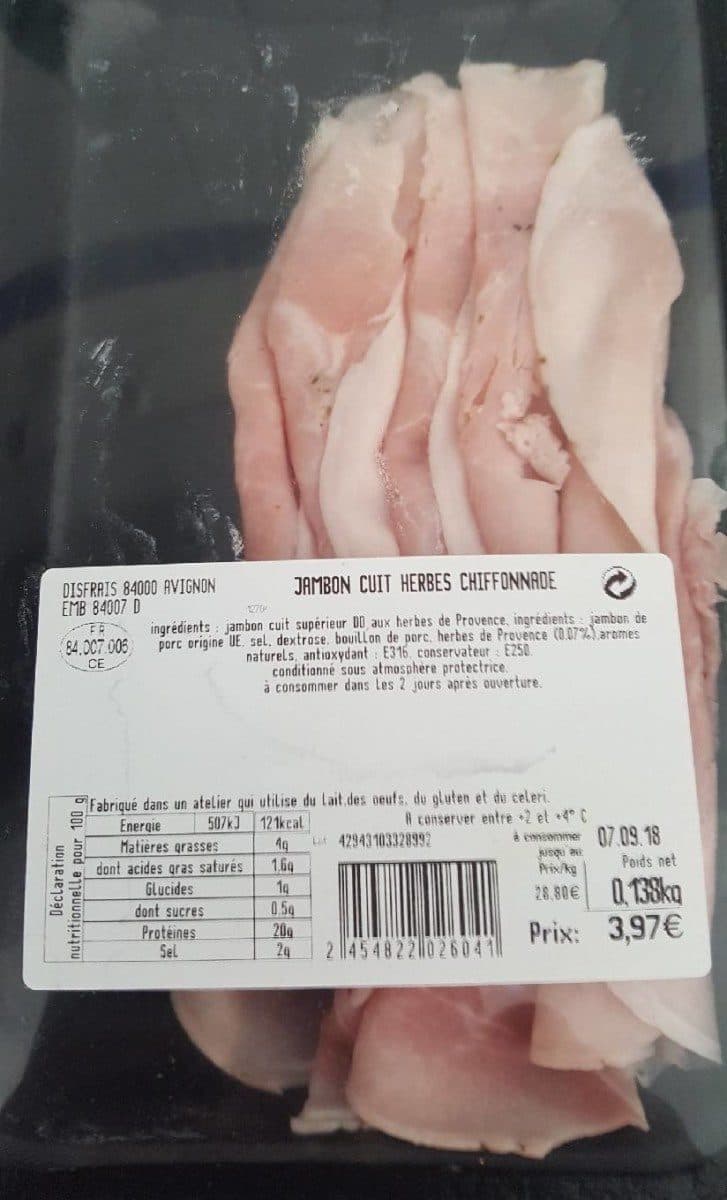 DISFRAIS 84000 AVIGNON
EMB 84007 D
FR
84.007.006
CE
JAMBON CUIT HERBES CHIFFONNADE
ingrédients : jambon cuit supérieur DD aux herbes de Provence. ingrédients : jambon de
porc origine UE. sel. dextrose. bouillon de porc. herbes de Provence (0.07%).aromes
naturels. antioxydant : E316. conservateur : E250.
conditionné sous atmosphère protectrice.
à consommer dans les 2 jours après ouverture.
Fabriqué dans un atelier qui utilise du lait.des oeufs. du gluten et du celeri.
A conserver entre +2 et +4° C
Déclaration
nutritionnelle pour 100 g
Energie 507kJ 121kcal
Matières grasses 4g
dont acides gras saturés 1.6g
Glucides 1g
dont sucres 0.5g
Protéines 20g
Sel 2g
Lot 42943103328992
2 454822 026041
à consommer
jusqu'au 07.09.18
Prix/kg
28.80€
Poids net
0,138kg
Prix: 3,97€